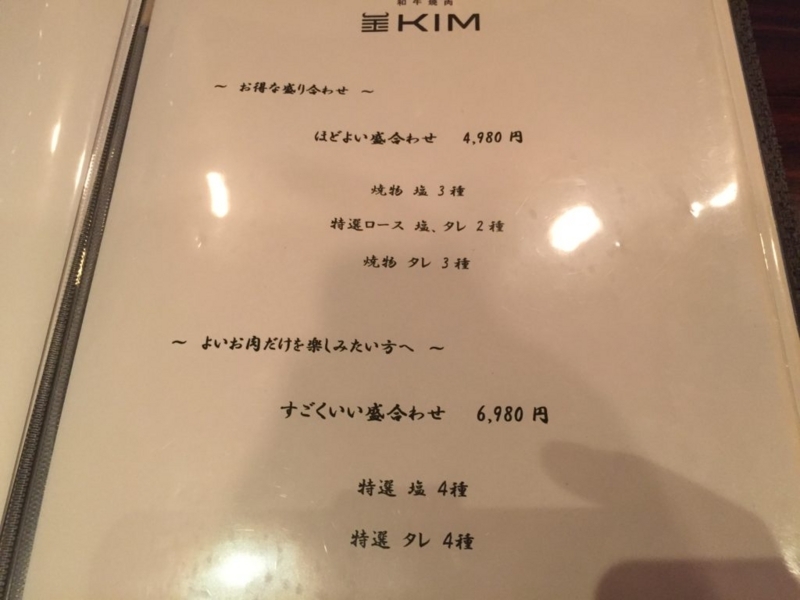 和牛焼肉
KIM
～ お得な盛り合わせ ～
ほどよい盛合わせ 4,980 円
焼物 塩 3 種
特選ロース 塩、タレ 2 種
焼物 タレ 3 種
～ よいお肉だけを楽しみたい方へ ～
すごくいい盛合わせ 6,980 円
特選 塩 4種
特選 タレ 4種